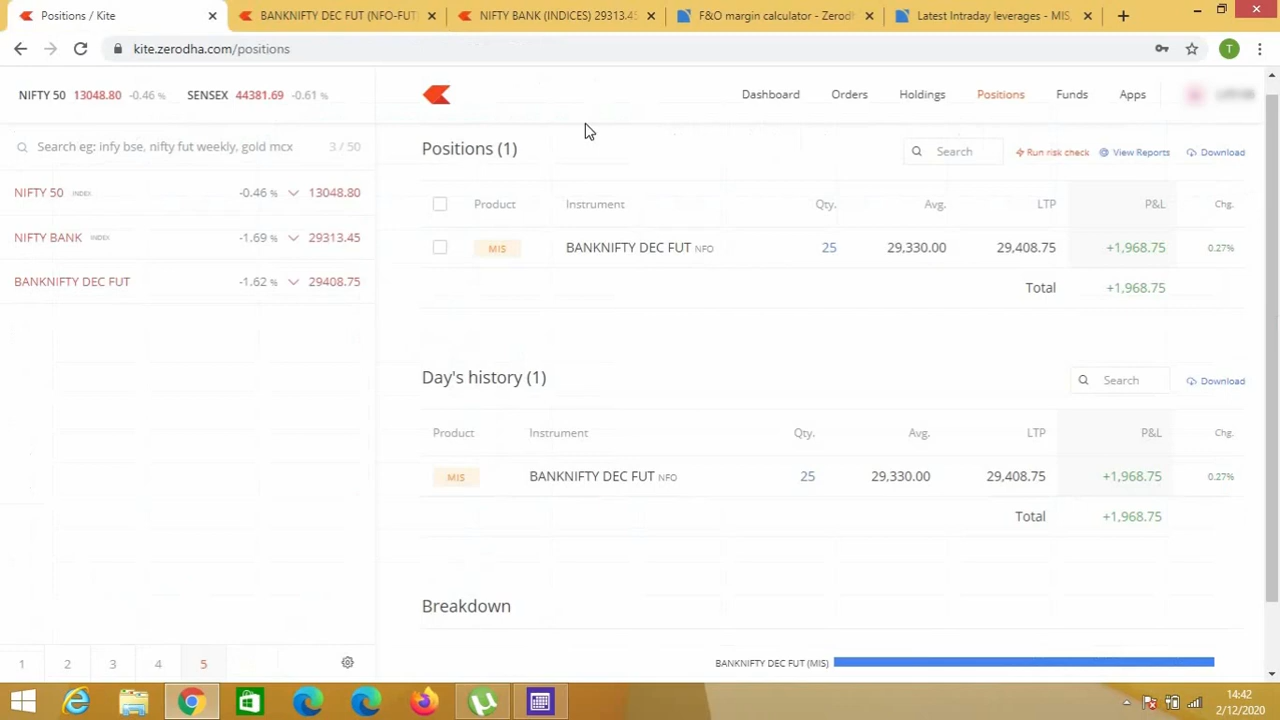 Positions / Kite
BANKNIFTY DEC FUT (NFO-FUT
NIFTY BANK (INDICES) 29313.45
F&O margin calculator - Zerodh
Latest Intraday leverages - MIS,
kite.zerodha.com/positions
T
NIFTY 50 13048.80 -0.46 % SENSEX 44381.69 -0.61 %
Dashboard Orders Holdings Positions Funds Apps
Search eg: infy bse, nifty fut weekly, gold mcx 3 / 50
NIFTY 50 INDEX -0.46 % 13048.80
NIFTY BANK INDEX -1.69 % 29313.45
BANKNIFTY DEC FUT -1.62 % 29408.75
1 2 3 4 5
Positions (1) Search Run risk check View Reports Download
Product Instrument Qty. Avg. LTP P&L Chg.
MIS BANKNIFTY DEC FUT NFO 25 29,330.00 29,408.75 +1,968.75 0.27%
Total +1,968.75
Day's history (1) Search Download
Product Instrument Qty. Avg. LTP P&L Chg.
MIS BANKNIFTY DEC FUT NFO 25 29,330.00 29,408.75 +1,968.75 0.27%
Total +1,968.75
Breakdown
BANKNIFTY DEC FUT (MIS)
14:42
2/12/2020